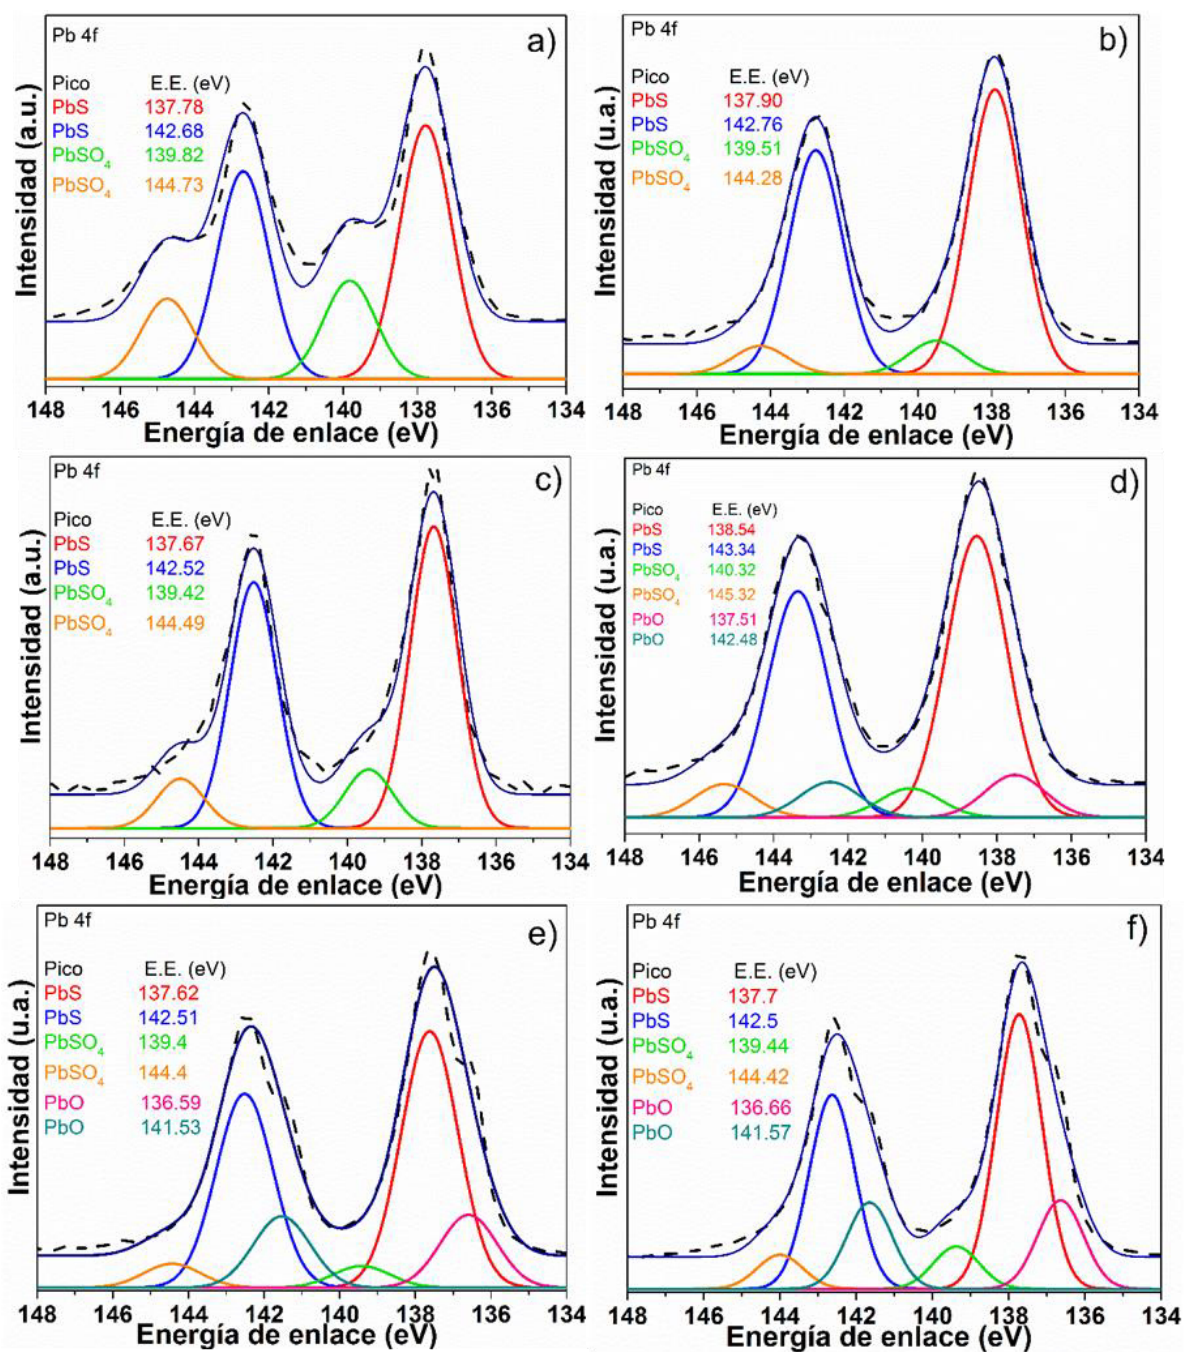 Pb 4f
a)
Pico E.E. (eV)
PbS 137.78
PbS 142.68
PbSO4 139.82
PbSO4 144.73
Intensidad (a.u.)
148 146 144 142 140 138 136 134
Energía de enlace (eV)
Pb 4f
b)
Pico E.E. (eV)
PbS 137.90
PbS 142.76
PbSO4 139.51
PbSO4 144.28
Intensidad (u.a.)
148 146 144 142 140 138 136 134
Energía de enlace (eV)
Pb 4f
c)
Pico E.E. (eV)
PbS 137.67
PbS 142.52
PbSO4 139.42
PbSO4 144.49
Intensidad (a.u.)
148 146 144 142 140 138 136 134
Energía de enlace (eV)
Pb 4f
d)
Pico E.E. (eV)
PbS 138.54
PbS 143.34
PbSO4 140.32
PbSO4 145.32
PbO 137.51
PbO 142.48
Intensidad (u.a.)
148 146 144 142 140 138 136 134
Energía de enlace (eV)
Pb 4f
e)
Pico E.E. (eV)
PbS 137.62
PbS 142.51
PbSO4 139.4
PbSO4 144.4
PbO 136.59
PbO 141.53
Intensidad (u.a.)
148 146 144 142 140 138 136 134
Energía de enlace (eV)
Pb 4f
f)
Pico E.E. (eV)
PbS 137.7
PbS 142.5
PbSO4 139.44
PbSO4 144.42
PbO 136.66
PbO 141.57
Intensidad (u.a.)
148 146 144 142 140 138 136 134
Energía de enlace (eV)